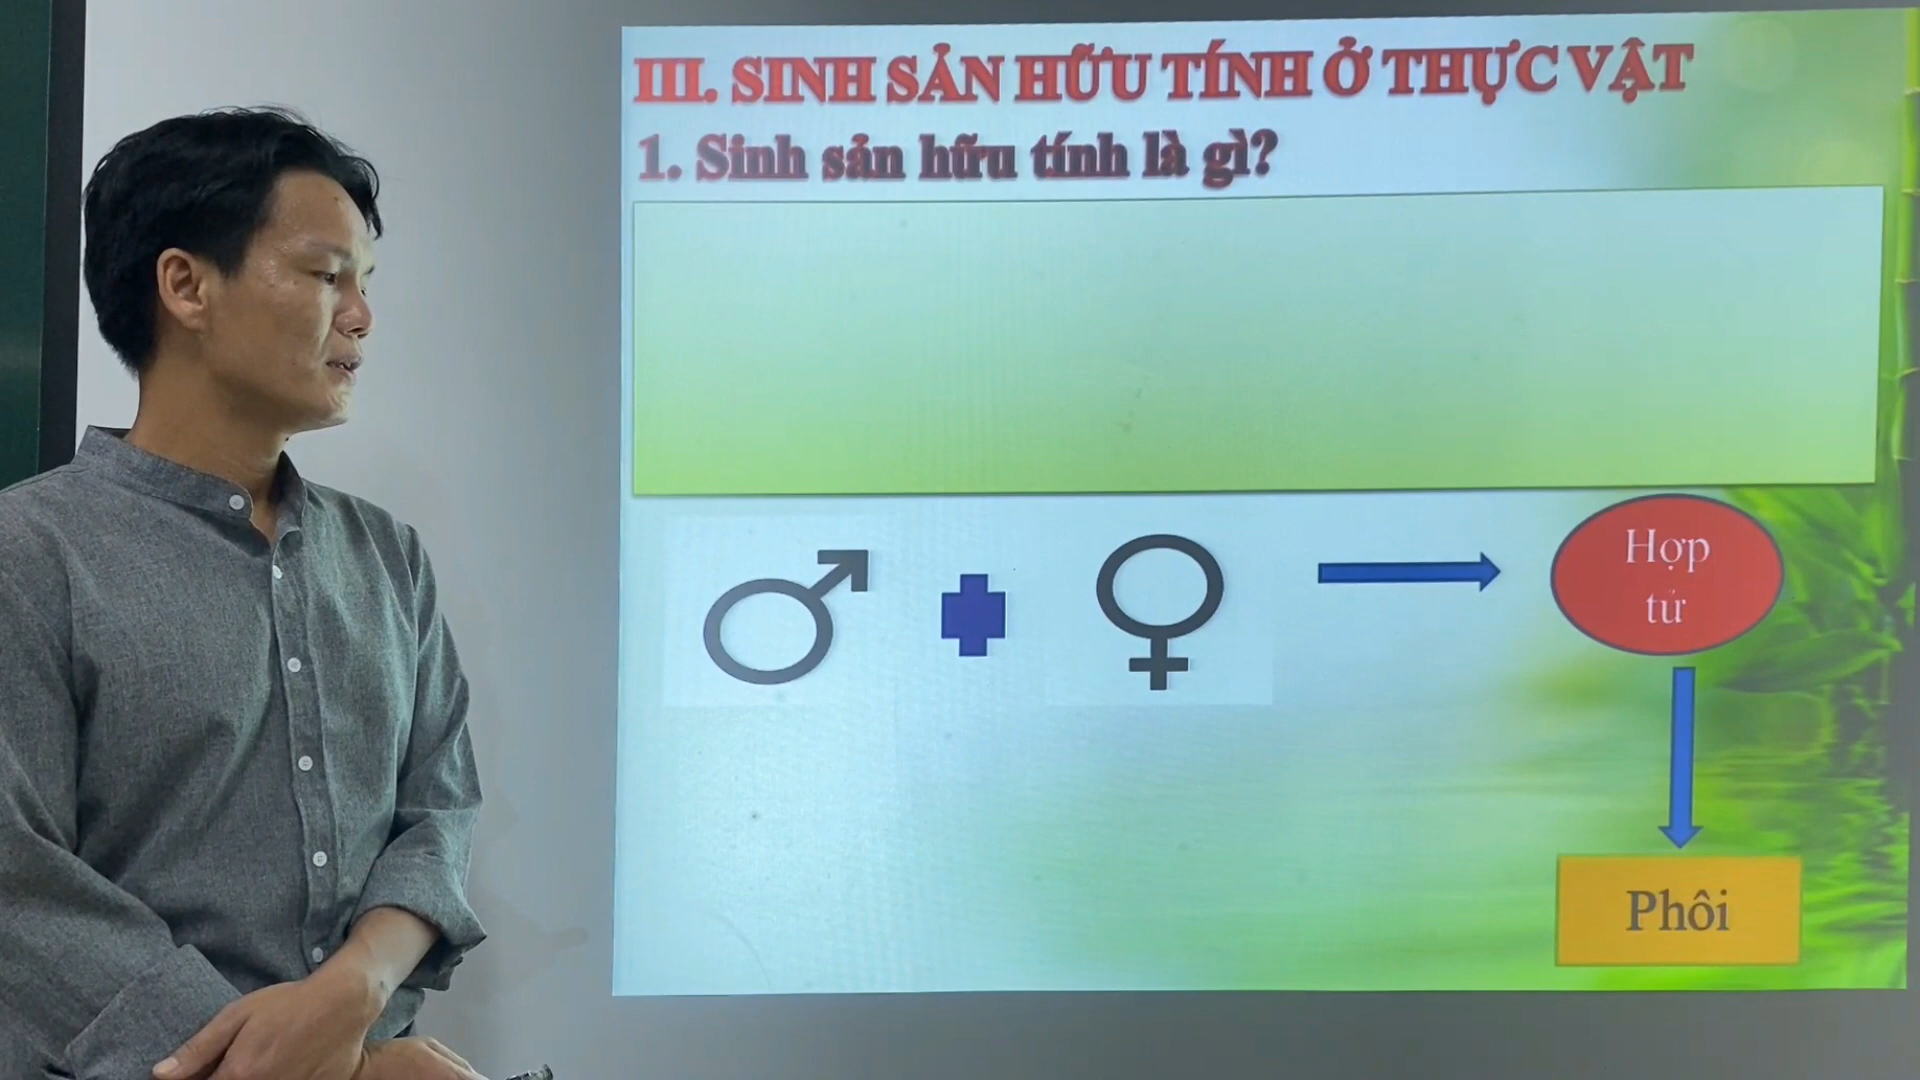 III. SINH SẢN HỮU TÍNH Ở THỰC VẬT
1. Sinh sản hữu tính là gì?
Hợp
tử
Phôi